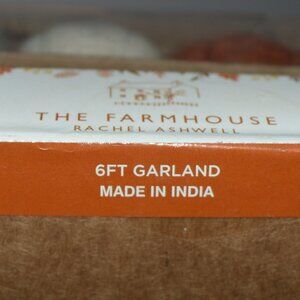 THE FARMHOUSE
RACHEL ASHWELL
6FT GARLAND
MADE IN INDIA